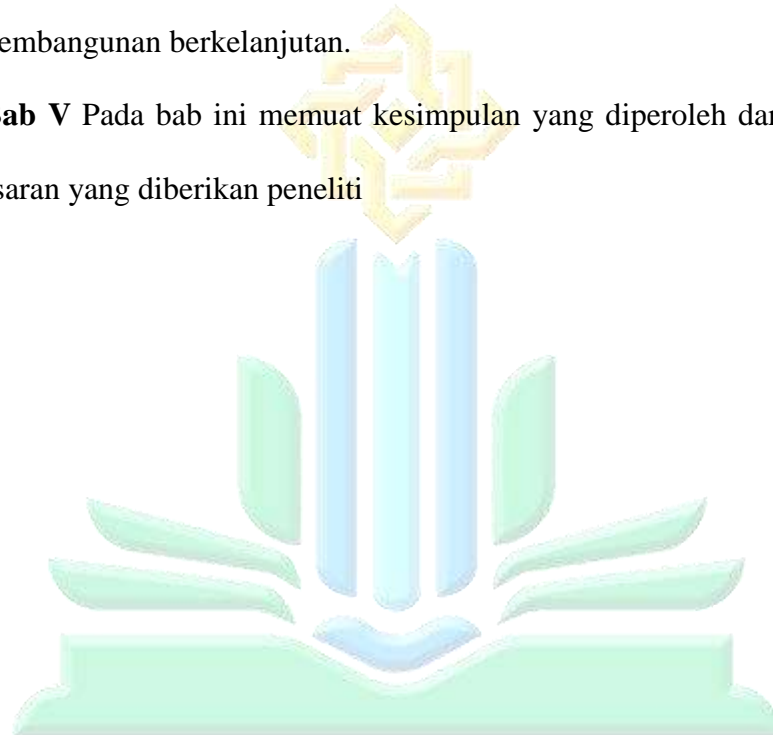 embangunan berkelanjutan.
ab V Pada bab ini memuat kesimpulan yang diperoleh dar
saran yang diberikan peneliti